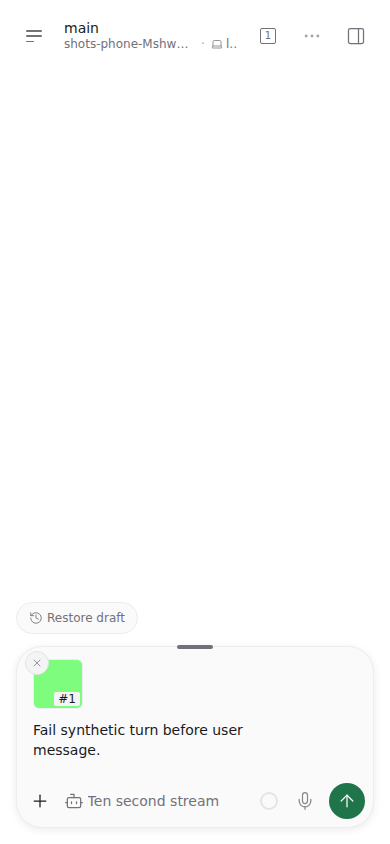 main
shots-phone-Mshw... · l..
1
Restore draft
#1
Fail synthetic turn before user
message.
Ten second stream